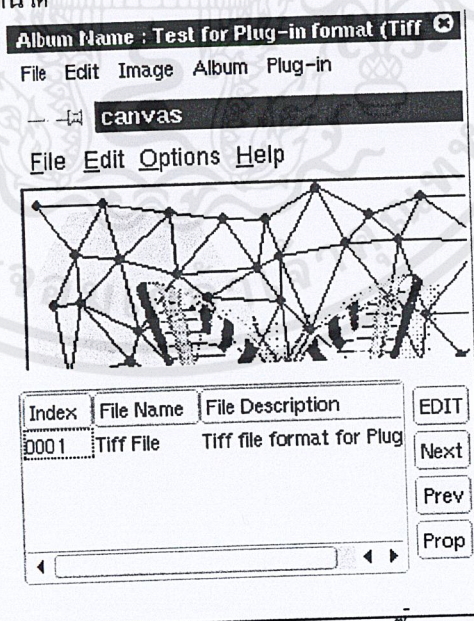 Album Name : Test for Plug-in format (Tiff
File Edit Image Album Plug-in
canvas
File Edit Options Help
Index File Name File Description
0001 Tiff File Tiff file format for Plug
EDIT
Next
Prev
Prop